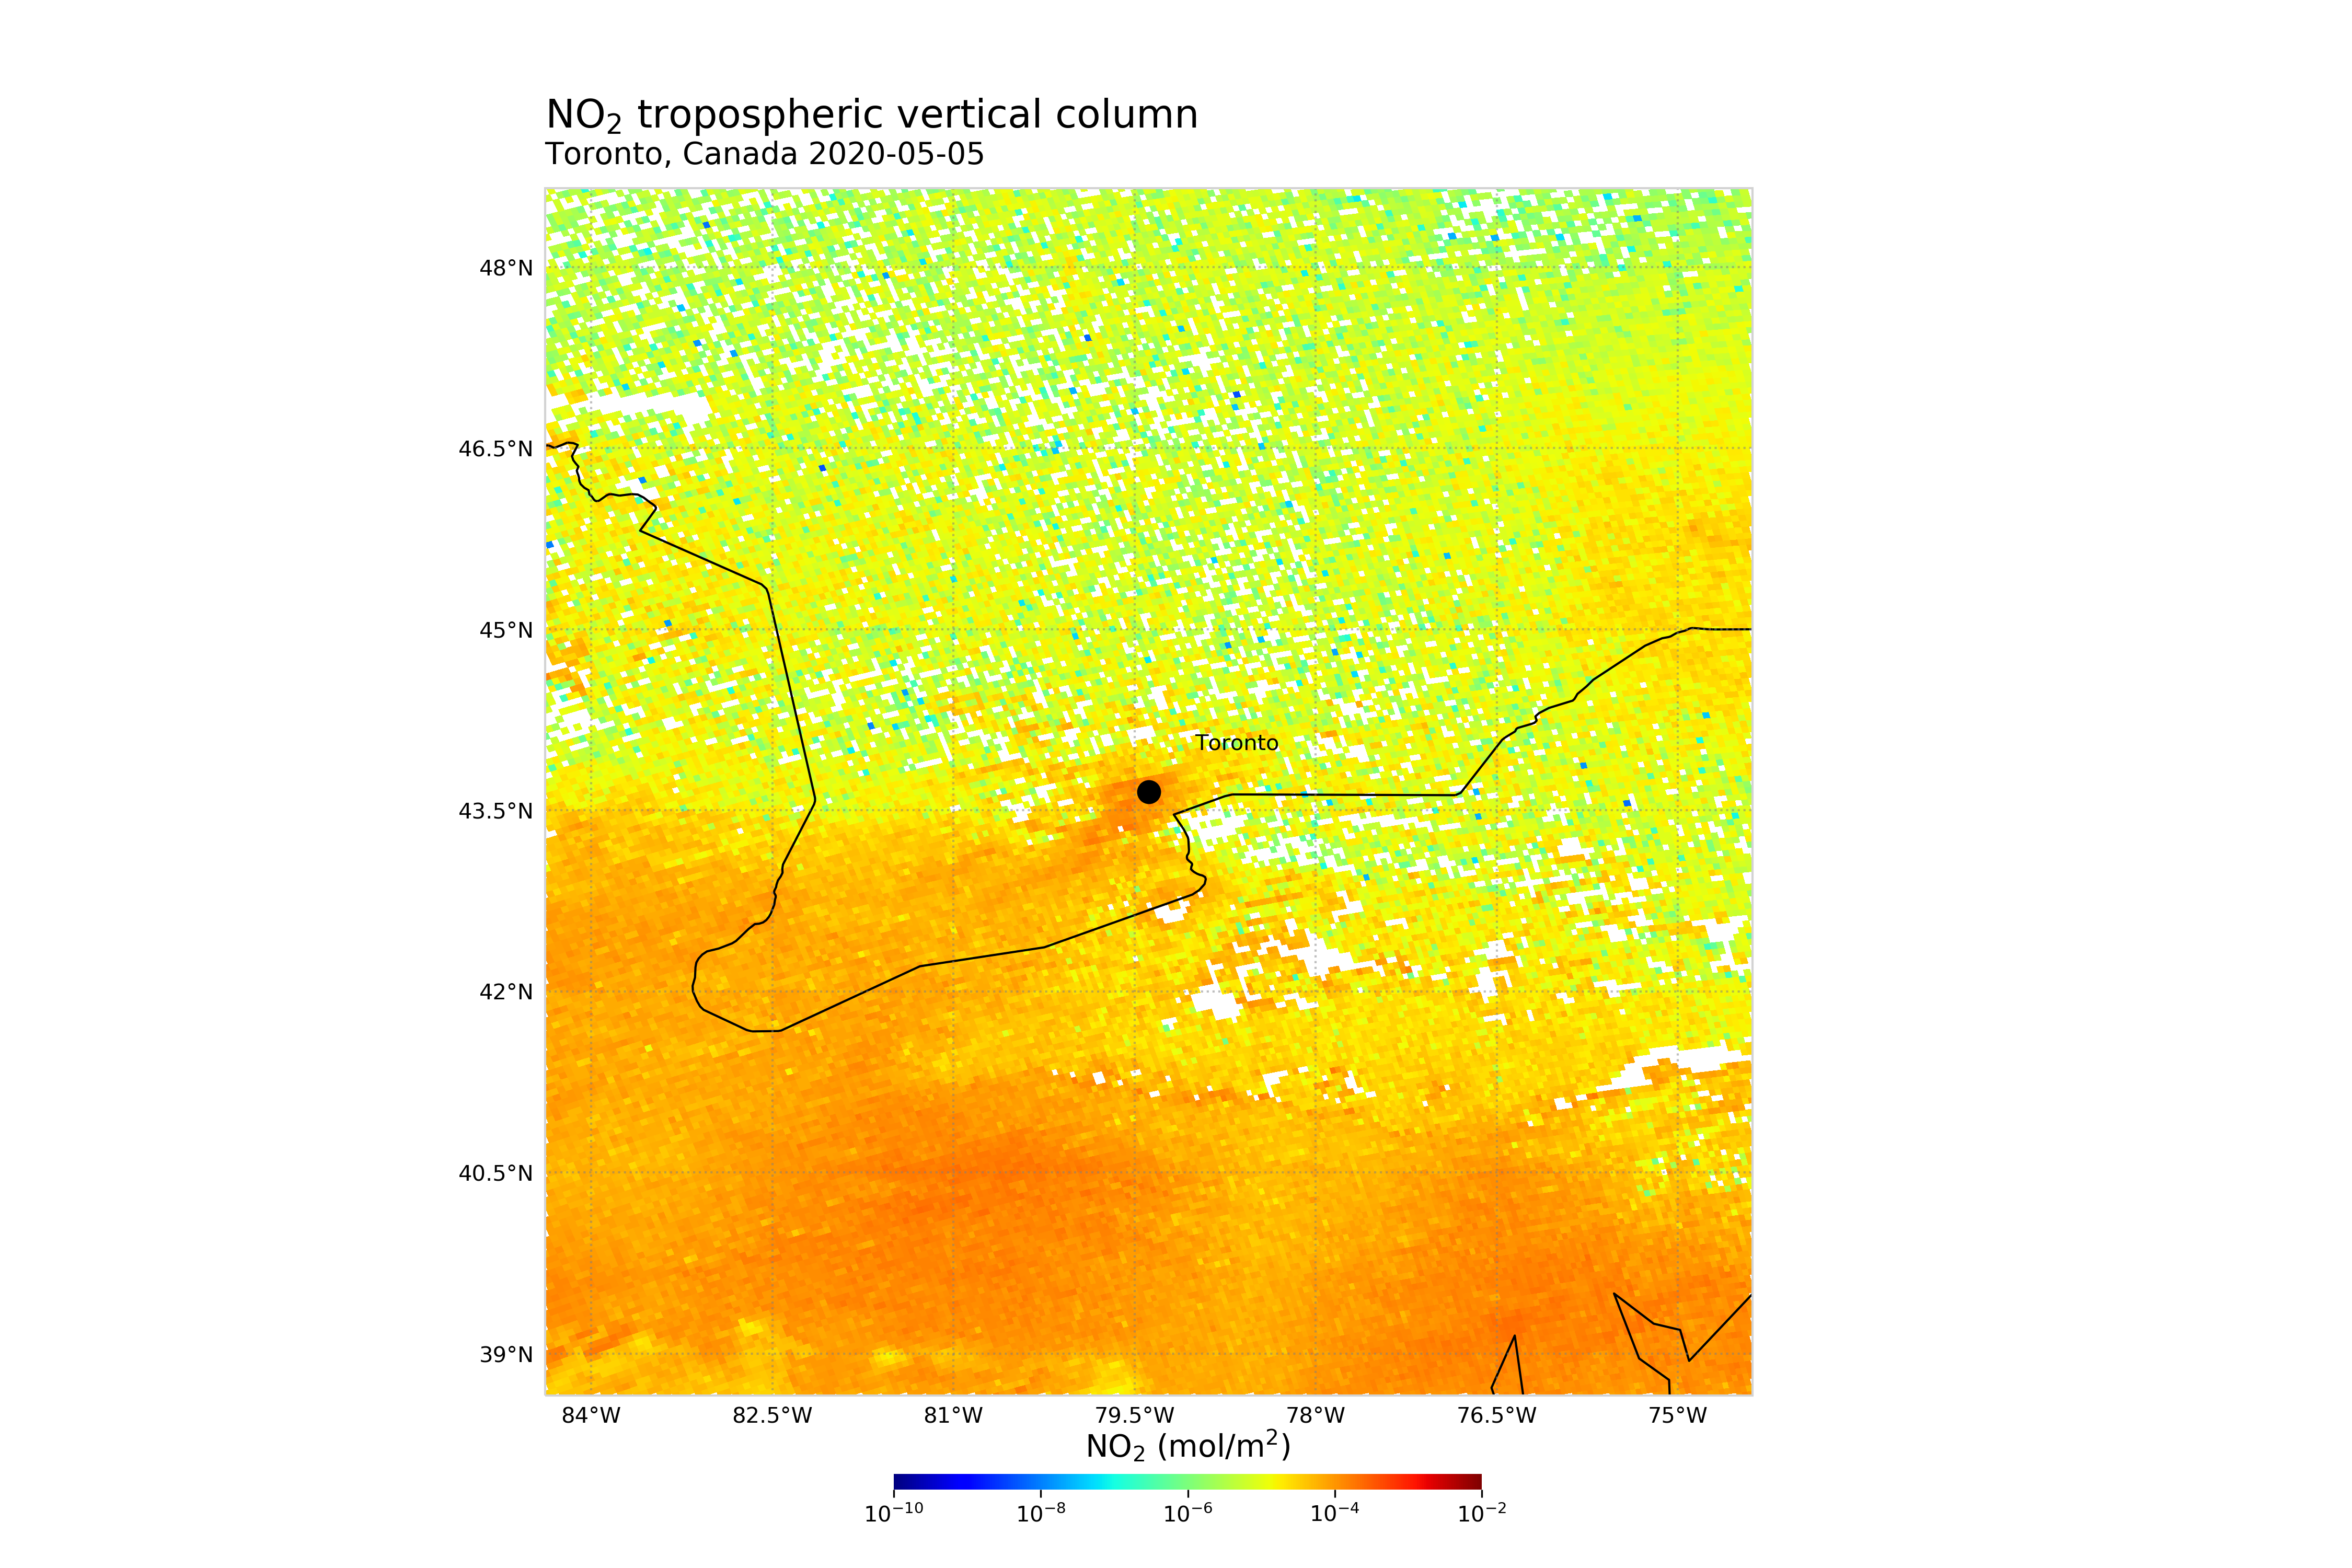 NO₂ tropospheric vertical column
Toronto, Canada 2020-05-05
48°N
46.5°N
45°N
Toronto
43.5°N
42°N
40.5°N
39°N
84°W 82.5°W 81°W 79.5°W 78°W 76.5°W 75°W
NO₂ (mol/m²)
10⁻¹⁰ 10⁻⁸ 10⁻⁶ 10⁻⁴ 10⁻²